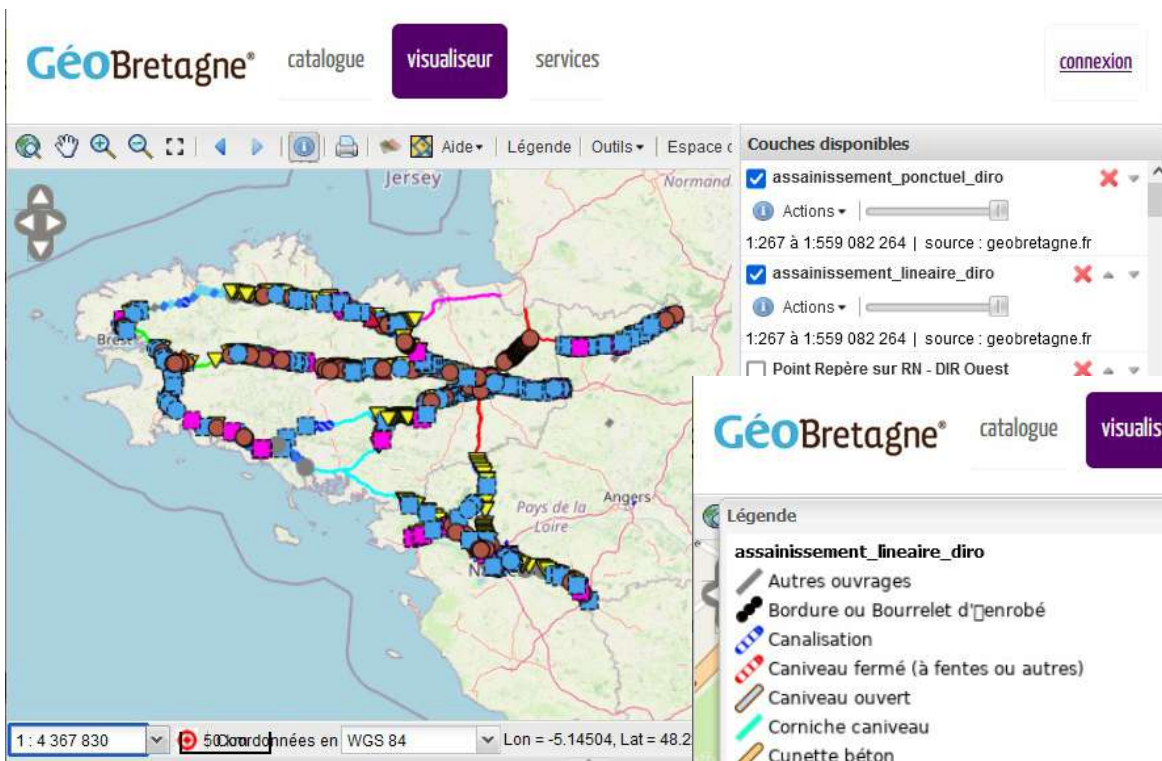 GéoBretagne®
catalogue
visualiseur
services
connexion
Aide
Légende
Outils
Espace
Couches disponibles
assainissement_ponctuel_diro
Actions
1:267 à 1:559 082 264 | source : geobretagne.fr
assainissement_lineaire_diro
Actions
1:267 à 1:559 082 264 | source : geobretagne.fr
Point Repère sur RN - DIR Ouest
Jersey
Brest
Angers
Pays de la
Loire
1 : 4 367 830
50 km
Coordonnées en
WGS 84
Lon = -5.14504, Lat = 48.2
GéoBretagne®
catalogue
visualis
Légende
assainissement_lineaire_diro
Autres ouvrages
Bordure ou Bourrelet d'▯enrobé
Canalisation
Caniveau fermé (à fentes ou autres)
Caniveau ouvert
Corniche caniveau
Cunette béton